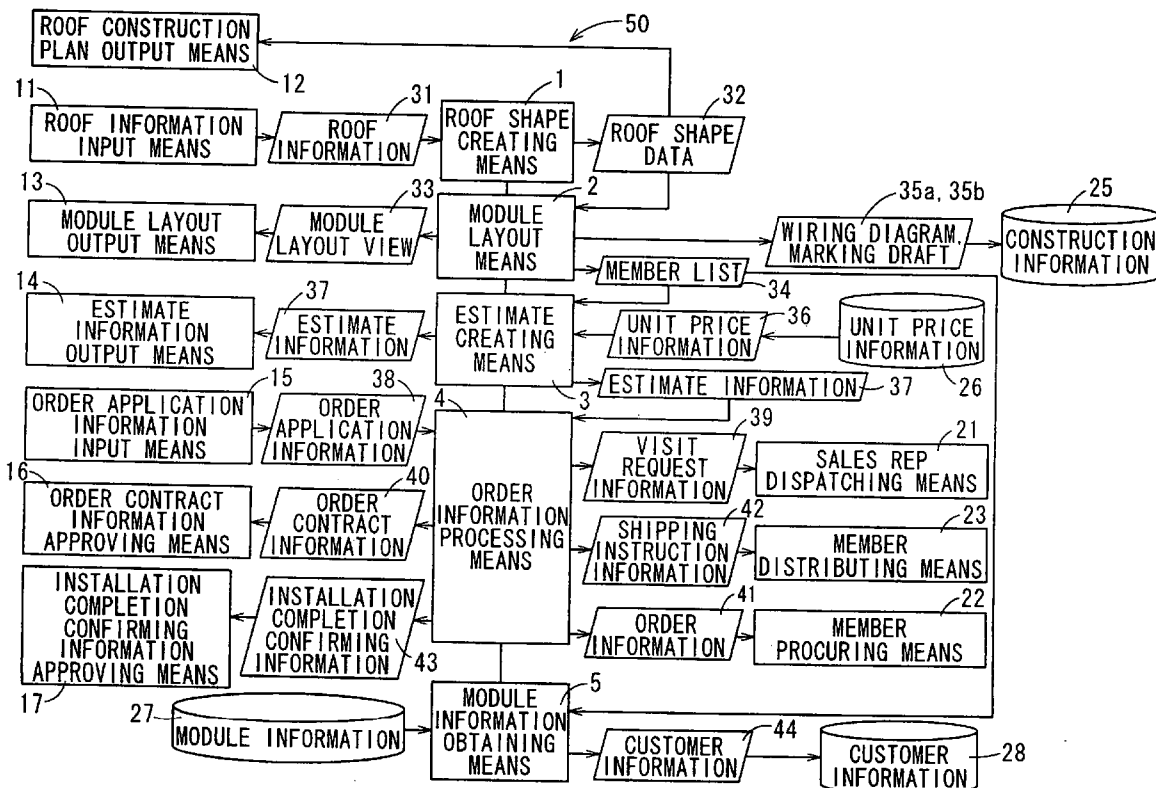 50
ROOF CONSTRUCTION
PLAN OUTPUT MEANS
12
11
ROOF INFORMATION
INPUT MEANS
31
ROOF
INFORMATION
1
ROOF SHAPE
CREATING
MEANS
32
ROOF SHAPE
DATA
13
MODULE LAYOUT
OUTPUT MEANS
33
MODULE
LAYOUT VIEW
2
MODULE
LAYOUT
MEANS
35a, 35b
WIRING DIAGRAM,
MARKING DRAFT
25
CONSTRUCTION
INFORMATION
MEMBER LIST
34
14
ESTIMATE
INFORMATION
OUTPUT MEANS
37
ESTIMATE
INFORMATION
ESTIMATE
CREATING
MEANS
3
36
UNIT PRICE
INFORMATION
UNIT PRICE
INFORMATION
26
ESTIMATE INFORMATION
37
15
ORDER APPLICATION
INFORMATION
INPUT MEANS
38
ORDER
APPLICATION
INFORMATION
4
ORDER
INFORMATION
PROCESSING
MEANS
39
VISIT
REQUEST
INFORMATION
21
SALES REP
DISPATCHING MEANS
16
ORDER CONTRACT
INFORMATION
APPROVING MEANS
40
ORDER
CONTRACT
INFORMATION
42
SHIPPING
INSTRUCTION
INFORMATION
23
MEMBER
DISTRIBUTING MEANS
INSTALLATION
COMPLETION
CONFIRMING
INFORMATION
APPROVING MEANS
17
INSTALLATION
COMPLETION
CONFIRMING
INFORMATION
43
41
ORDER
INFORMATION
22
MEMBER
PROCURING MEANS
27
MODULE INFORMATION
5
MODULE
INFORMATION
OBTAINING
MEANS
44
CUSTOMER
INFORMATION
CUSTOMER
INFORMATION
28